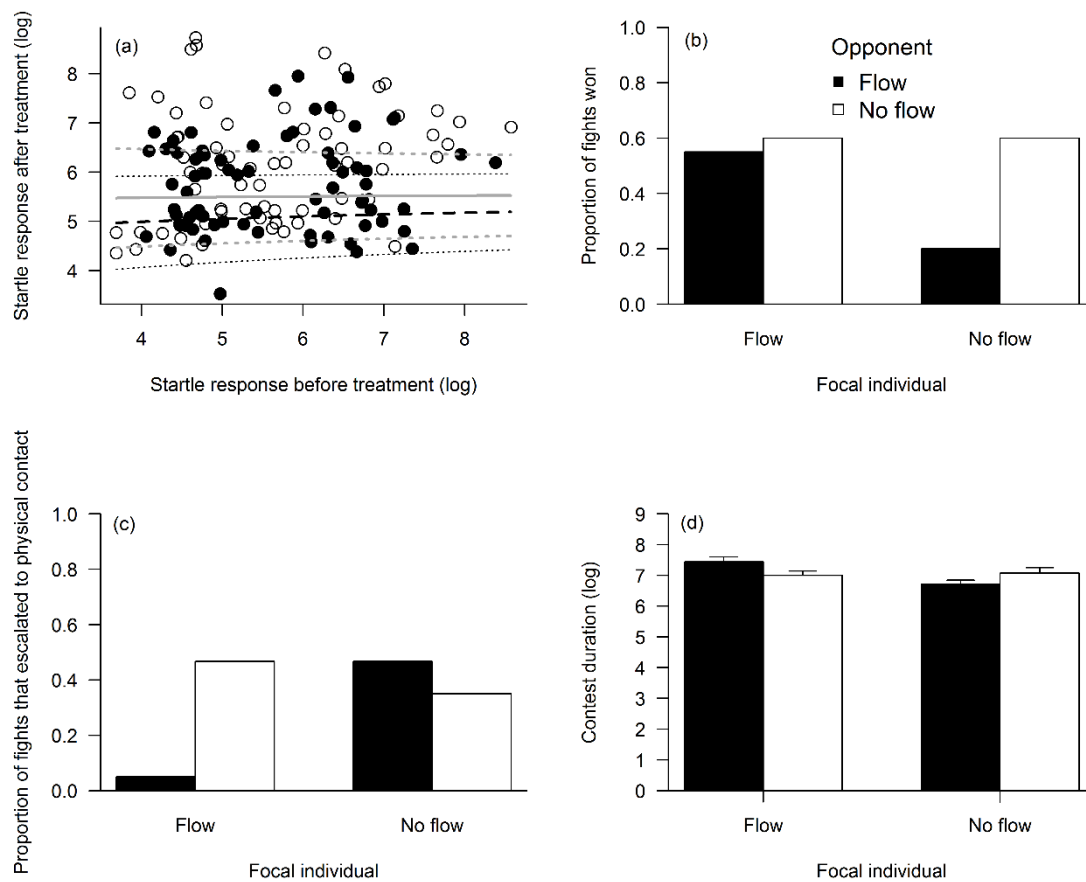 Startle response after treatment (log)
(a)
8
7
6
5
4
4 5 6 7 8
Startle response before treatment (log)
Proportion of fights won
(b)
Opponent
Flow
No flow
1.0
0.8
0.6
0.4
0.2
0.0
Flow No flow
Focal individual
Proportion of fights that escalated to physical contact
(c)
1.0
0.8
0.6
0.4
0.2
0.0
Flow No flow
Focal individual
Contest duration (log)
(d)
9
8
7
6
5
4
3
2
1
0
Flow No flow
Focal individual